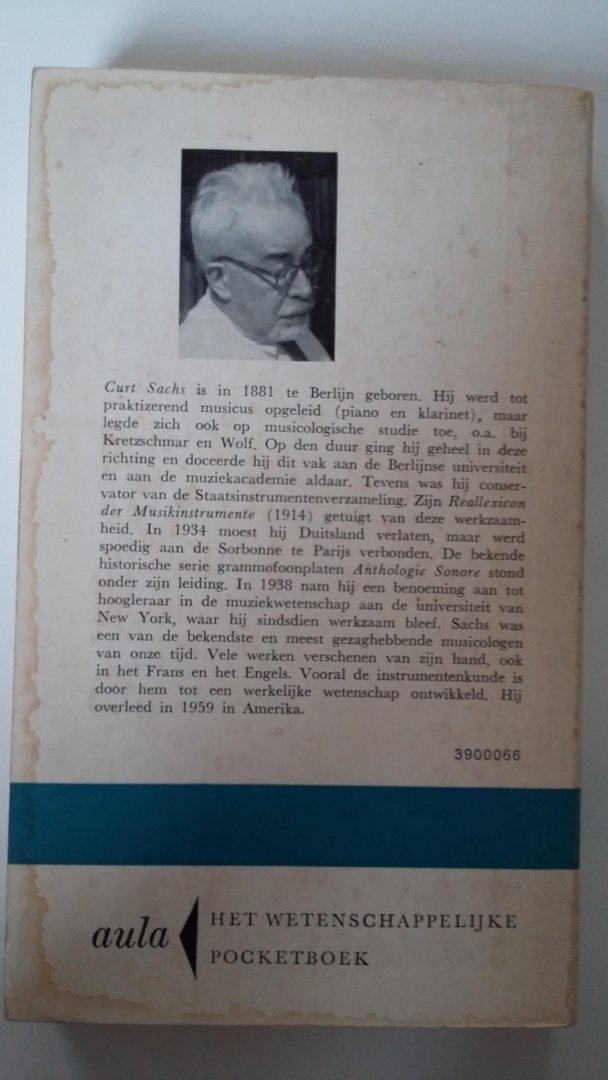 Curt Sachs is in 1881 te Berlijn geboren. Hij werd tot
praktizerend musicus opgeleid (piano en klarinet), maar
legde zich ook op musicologische studie toe, o.a. bij
Kretzschmar en Wolf. Op den duur ging hij geheel in deze
richting en doceerde hij dit vak aan de Berlijnse universiteit
en aan de muziekacademie aldaar. Tevens was hij conser-
vator van de Staatsinstrumentenverzameling. Zijn Reallexicon
der Musikinstrumente (1914) getuigt van deze werkzaam-
heid. In 1934 moest hij Duitsland verlaten, maar werd
spoedig aan de Sorbonne te Parijs verbonden. De bekende
historische serie grammofoonplaten Anthologie Sonore stond
onder zijn leiding. In 1938 nam hij een benoeming aan tot
hoogleraar in de muziekwetenschap aan de universiteit van
New York, waar hij sindsdien werkzaam bleef. Sachs was
een van de bekendste en meest gezaghebbende musicologen
van onze tijd. Vele werken verschenen van zijn hand, ook
in het Frans en het Engels. Vooral de instrumentenkunde is
door hem tot een werkelijke wetenschap ontwikkeld. Hij
overleed in 1959 in Amerika.
3900066
aula
HET WETENSCHAPPELIJKE
POCKETBOEK